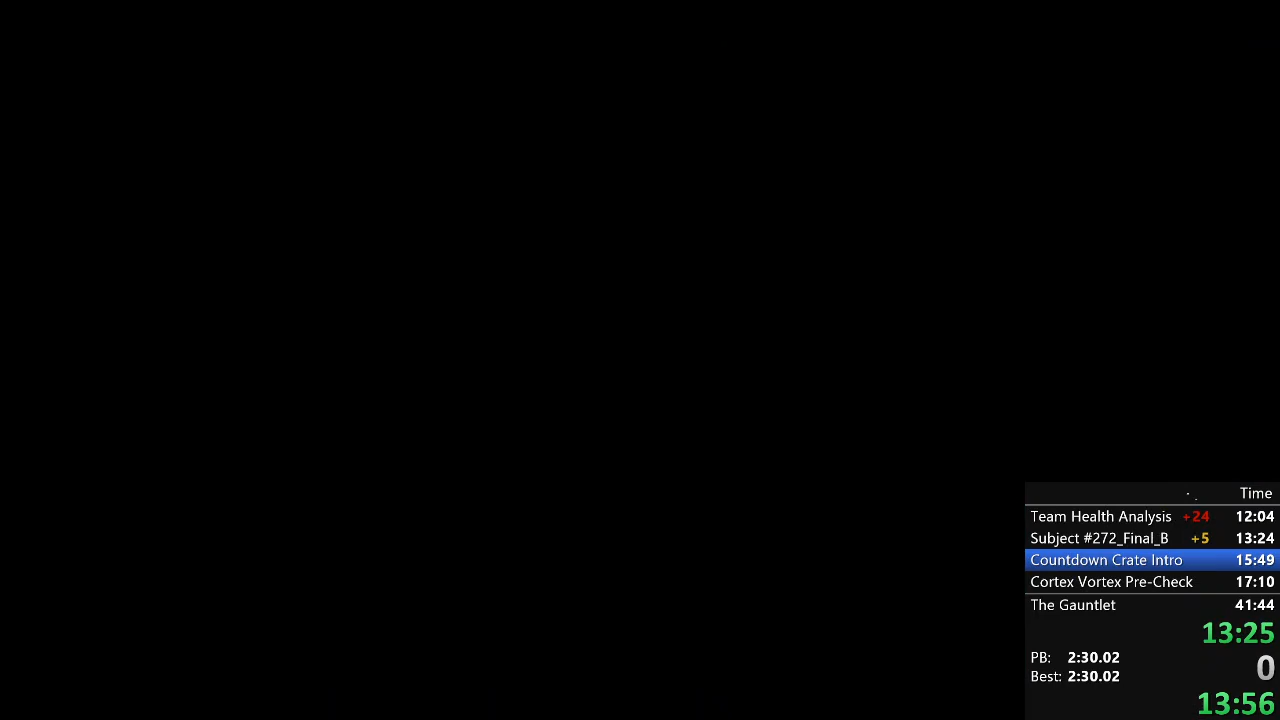 Time
Team Health Analysis +24 12:04
Subject #272_Final_B +5 13:24
Countdown Crate Intro 15:49
Cortex Vortex Pre-Check 17:10
The Gauntlet 41:44
13:25
PB: 2:30.02
0
Best: 2:30.02
13:56